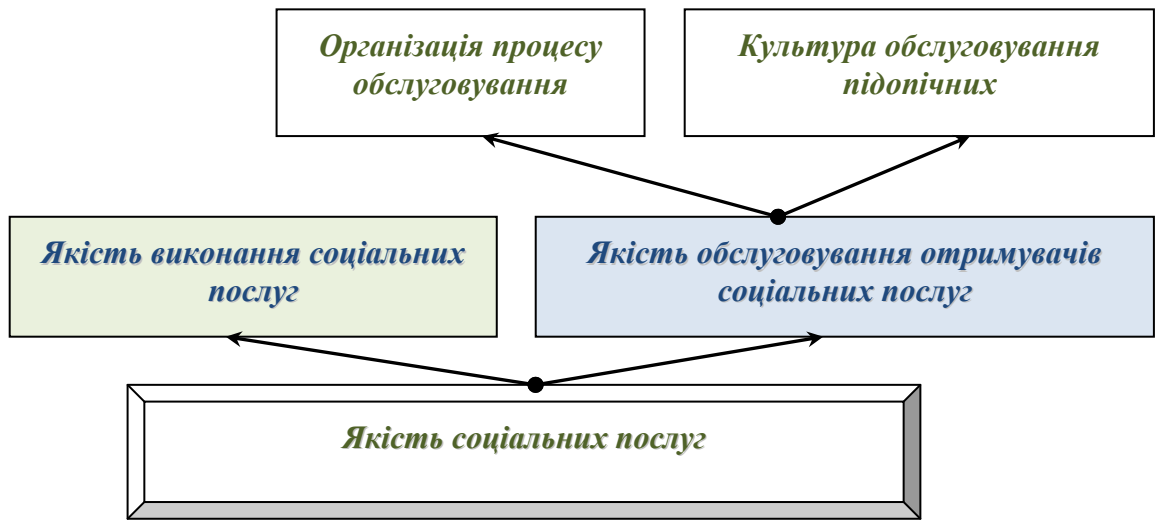 Організація процесу
обслуговування
Культура обслуговування
підопічних
Якість виконання соціальних
послуг
Якість обслуговування отримувачів
соціальних послуг
Якість соціальних послуг